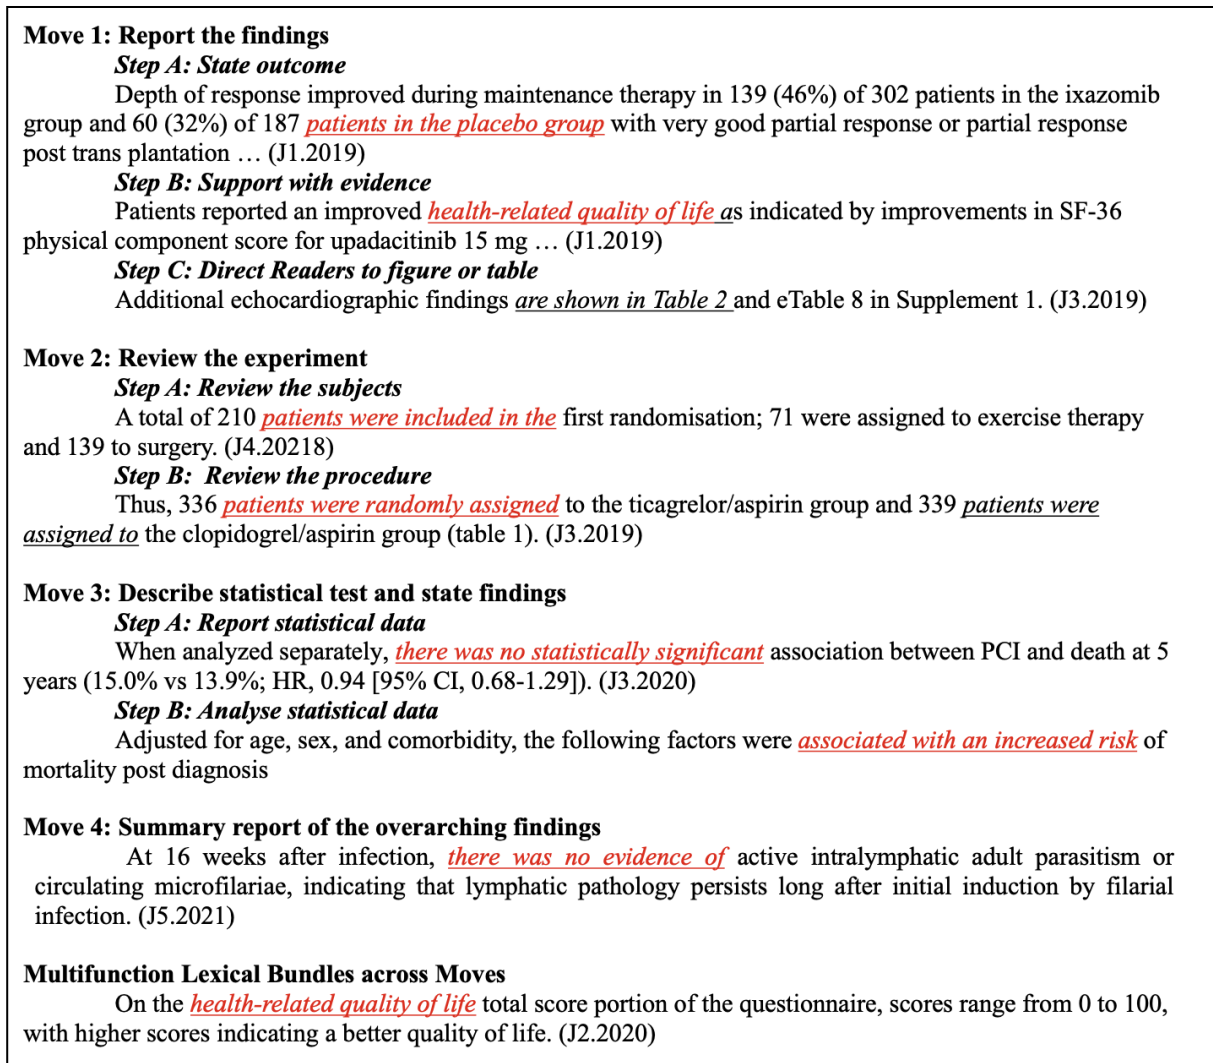 Move 1: Report the findings
Step A: State outcome
Depth of response improved during maintenance therapy in 139 (46%) of 302 patients in the ixazomib
group and 60 (32%) of 187 patients in the placebo group with very good partial response or partial response
post trans plantation … (J1.2019)
Step B: Support with evidence
Patients reported an improved health-related quality of life as indicated by improvements in SF-36
physical component score for upadacitinib 15 mg … (J1.2019)
Step C: Direct Readers to figure or table
Additional echocardiographic findings are shown in Table 2 and eTable 8 in Supplement 1. (J3.2019)
Move 2: Review the experiment
Step A: Review the subjects
A total of 210 patients were included in the first randomisation; 71 were assigned to exercise therapy
and 139 to surgery. (J4.20218)
Step B: Review the procedure
Thus, 336 patients were randomly assigned to the ticagrelor/aspirin group and 339 patients were
assigned to the clopidogrel/aspirin group (table 1). (J3.2019)
Move 3: Describe statistical test and state findings
Step A: Report statistical data
When analyzed separately, there was no statistically significant association between PCI and death at 5
years (15.0% vs 13.9%; HR, 0.94 [95% CI, 0.68-1.29]). (J3.2020)
Step B: Analyse statistical data
Adjusted for age, sex, and comorbidity, the following factors were associated with an increased risk of
mortality post diagnosis
Move 4: Summary report of the overarching findings
At 16 weeks after infection, there was no evidence of active intralymphatic adult parasitism or
circulating microfilariae, indicating that lymphatic pathology persists long after initial induction by filarial
infection. (J5.2021)
Multifunction Lexical Bundles across Moves
On the health-related quality of life total score portion of the questionnaire, scores range from 0 to 100,
with higher scores indicating a better quality of life. (J2.2020)